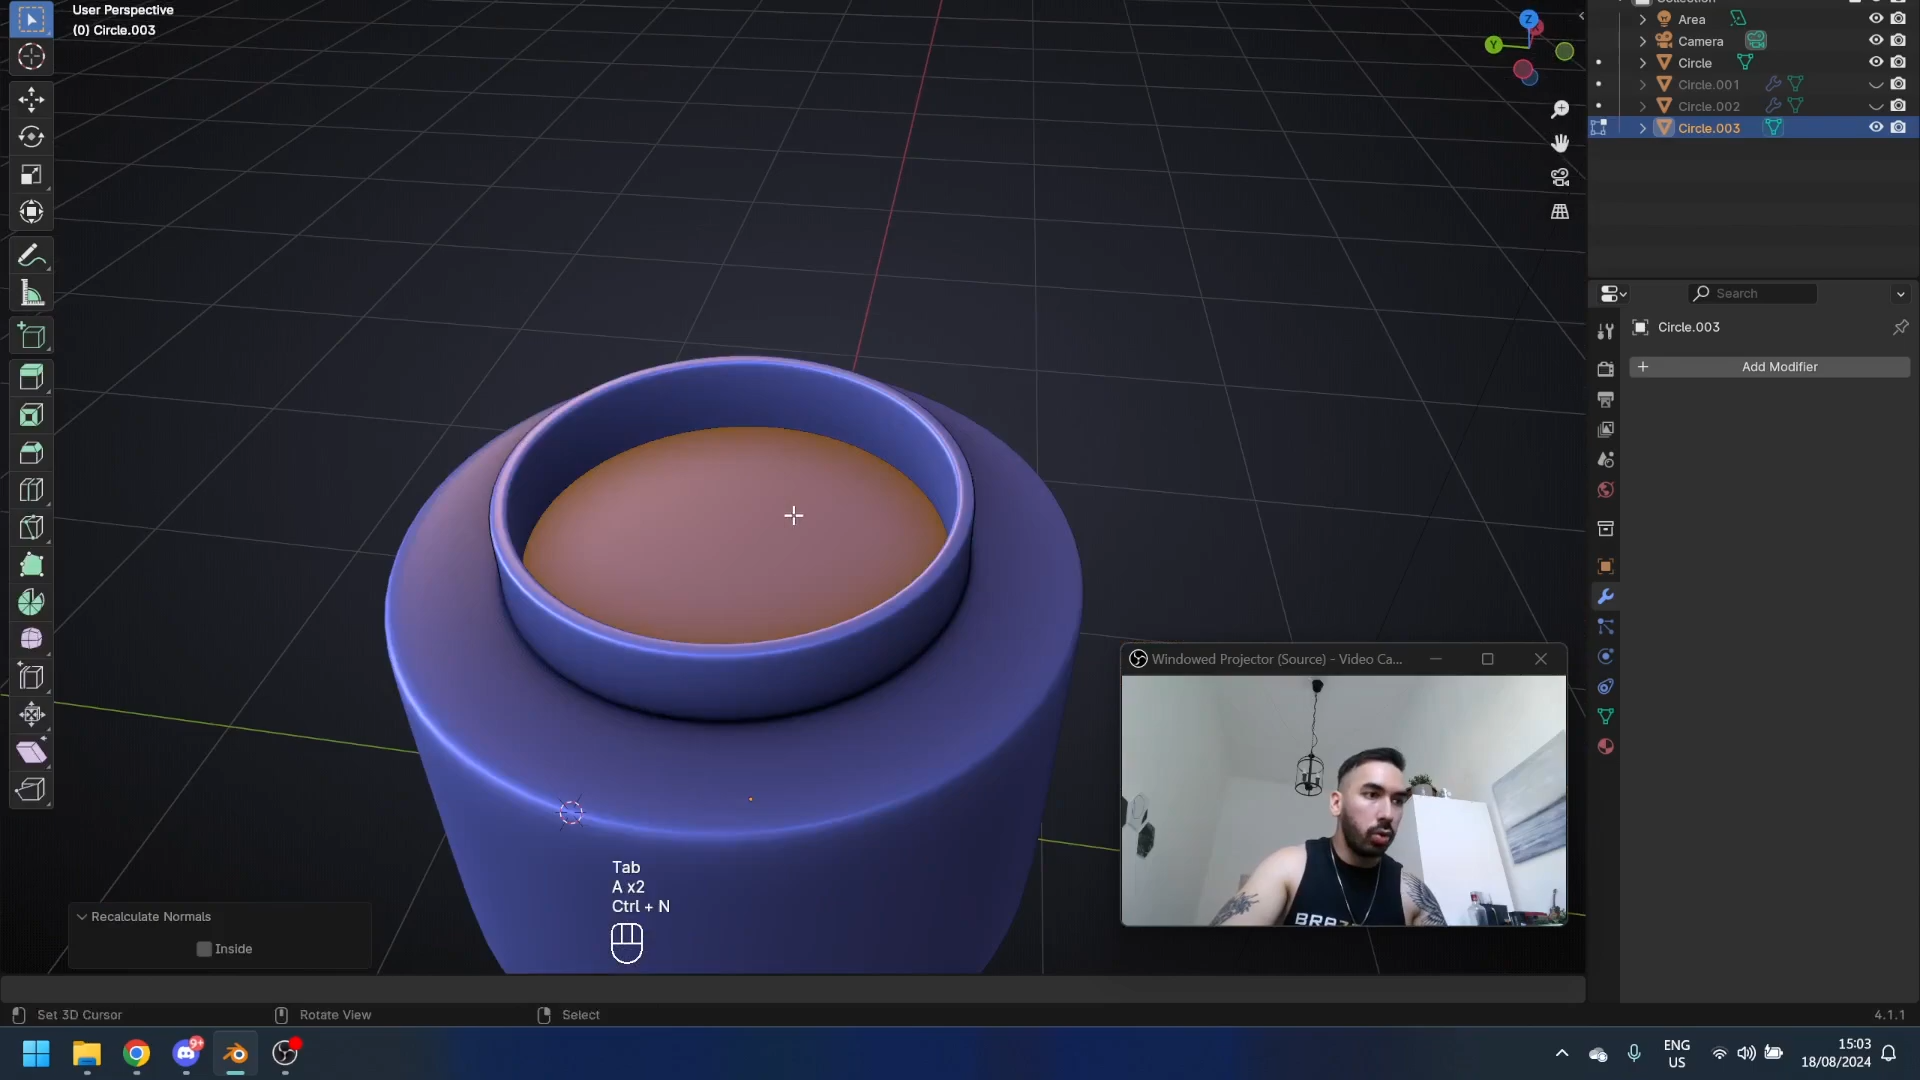 User Perspective
(0) Circle.003
Z
Y
Area
Camera
Circle
Circle.001
Circle.002
Circle.003
Search
Circle.003
Add Modifier
Windowed Projector (Source) - Video Ca...
Tab
A x2
Ctrl + N
Recalculate Normals
Inside
Set 3D Cursor
Rotate View
Select
4.1.1
9+
ENG
US
15:03
18/08/2024